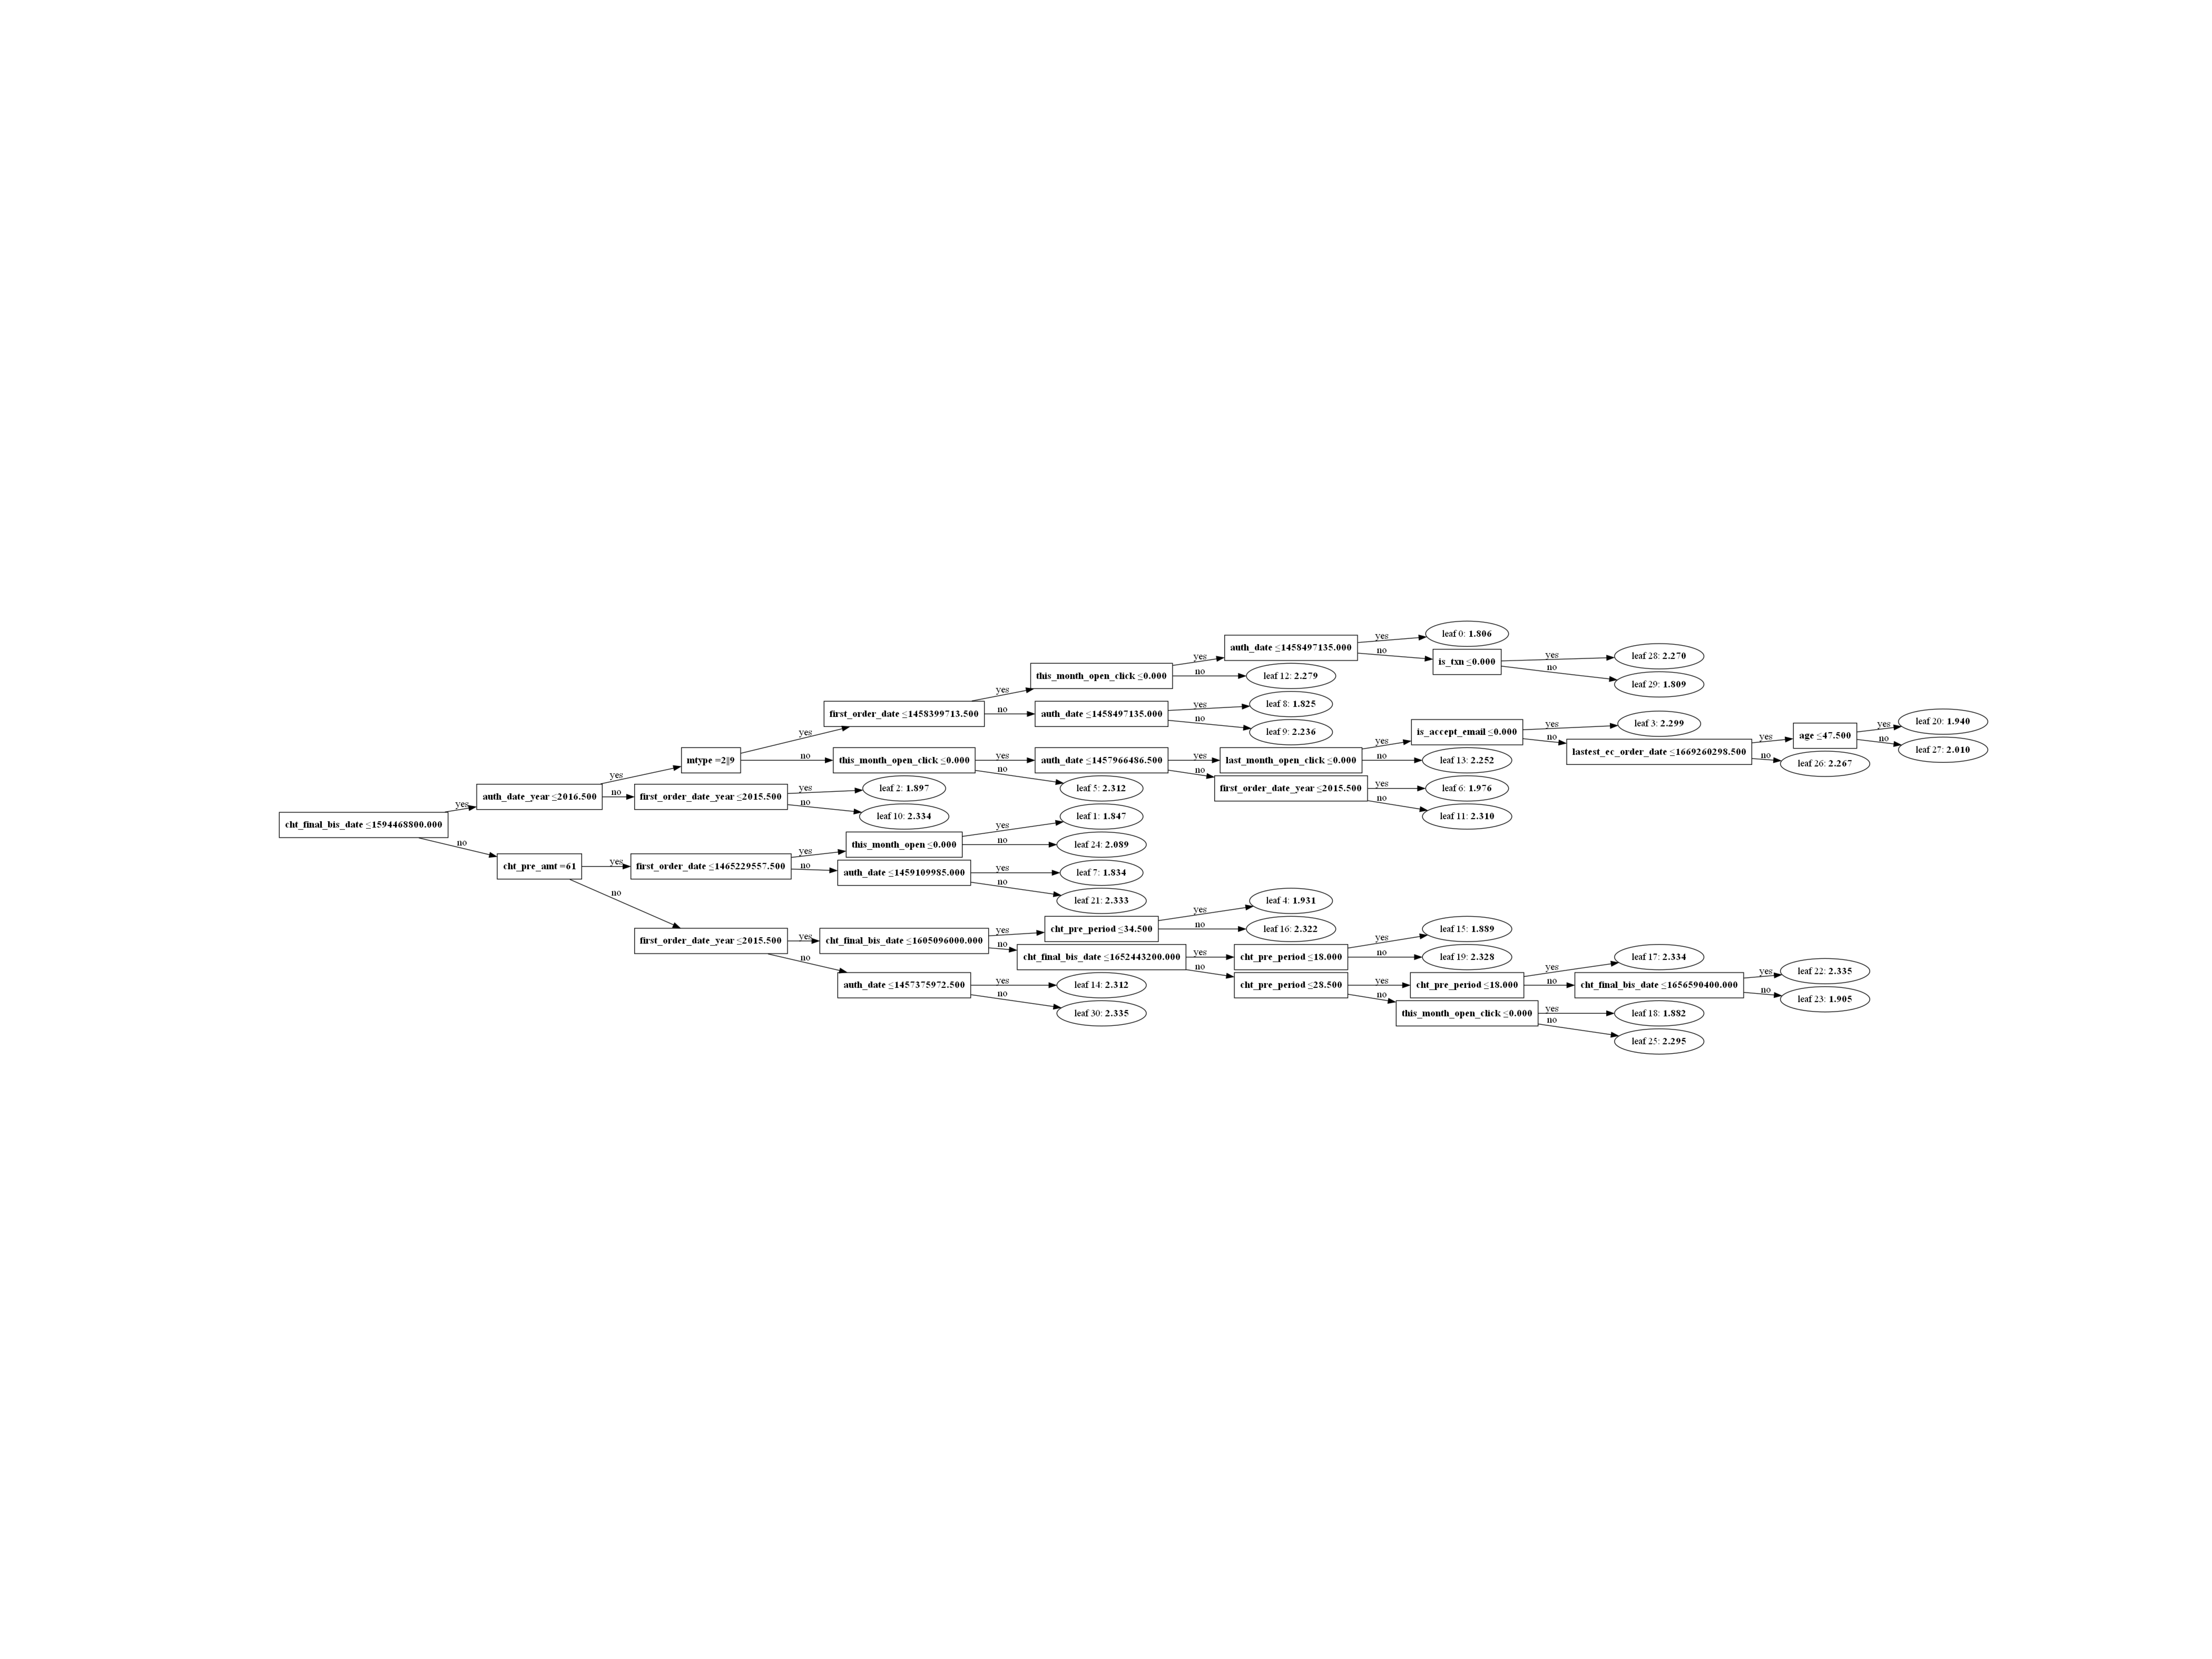 cht_final_bis_date ≤1594468800.000
yes
no
auth_date_year ≤2016.500
yes
no
mtype =2||9
yes
no
first_order_date ≤1458399713.500
yes
no
this_month_open_click ≤0.000
yes
no
auth_date ≤1458497135.000
yes
no
leaf 0: 1.806
is_txn ≤0.000
yes
no
leaf 28: 2.270
leaf 29: 1.809
leaf 12: 2.279
auth_date ≤1458497135.000
yes
no
leaf 8: 1.825
leaf 9: 2.236
this_month_open_click ≤0.000
yes
no
auth_date ≤1457966486.500
yes
no
last_month_open_click ≤0.000
yes
no
is_accept_email ≤0.000
yes
no
leaf 3: 2.299
lastest_ec_order_date ≤1669260298.500
yes
no
age ≤47.500
yes
no
leaf 20: 1.940
leaf 27: 2.010
leaf 26: 2.267
leaf 13: 2.252
first_order_date_year ≤2015.500
yes
no
leaf 6: 1.976
leaf 11: 2.310
leaf 5: 2.312
first_order_date_year ≤2015.500
yes
no
leaf 2: 1.897
leaf 10: 2.334
cht_pre_amt =61
yes
no
first_order_date ≤1465229557.500
yes
no
this_month_open ≤0.000
yes
no
leaf 1: 1.847
leaf 24: 2.089
auth_date ≤1459109985.000
yes
no
leaf 7: 1.834
leaf 21: 2.333
first_order_date_year ≤2015.500
yes
no
cht_final_bis_date ≤1605096000.000
yes
no
cht_pre_period ≤34.500
yes
no
leaf 4: 1.931
leaf 16: 2.322
cht_final_bis_date ≤1652443200.000
yes
no
cht_pre_period ≤18.000
yes
no
leaf 15: 1.889
leaf 19: 2.328
cht_pre_period ≤28.500
yes
no
cht_pre_period ≤18.000
yes
no
leaf 17: 2.334
cht_final_bis_date ≤1656590400.000
yes
no
leaf 22: 2.335
leaf 23: 1.905
this_month_open_click ≤0.000
yes
no
leaf 18: 1.882
leaf 25: 2.295
auth_date ≤1457375972.500
yes
no
leaf 14: 2.312
leaf 30: 2.335